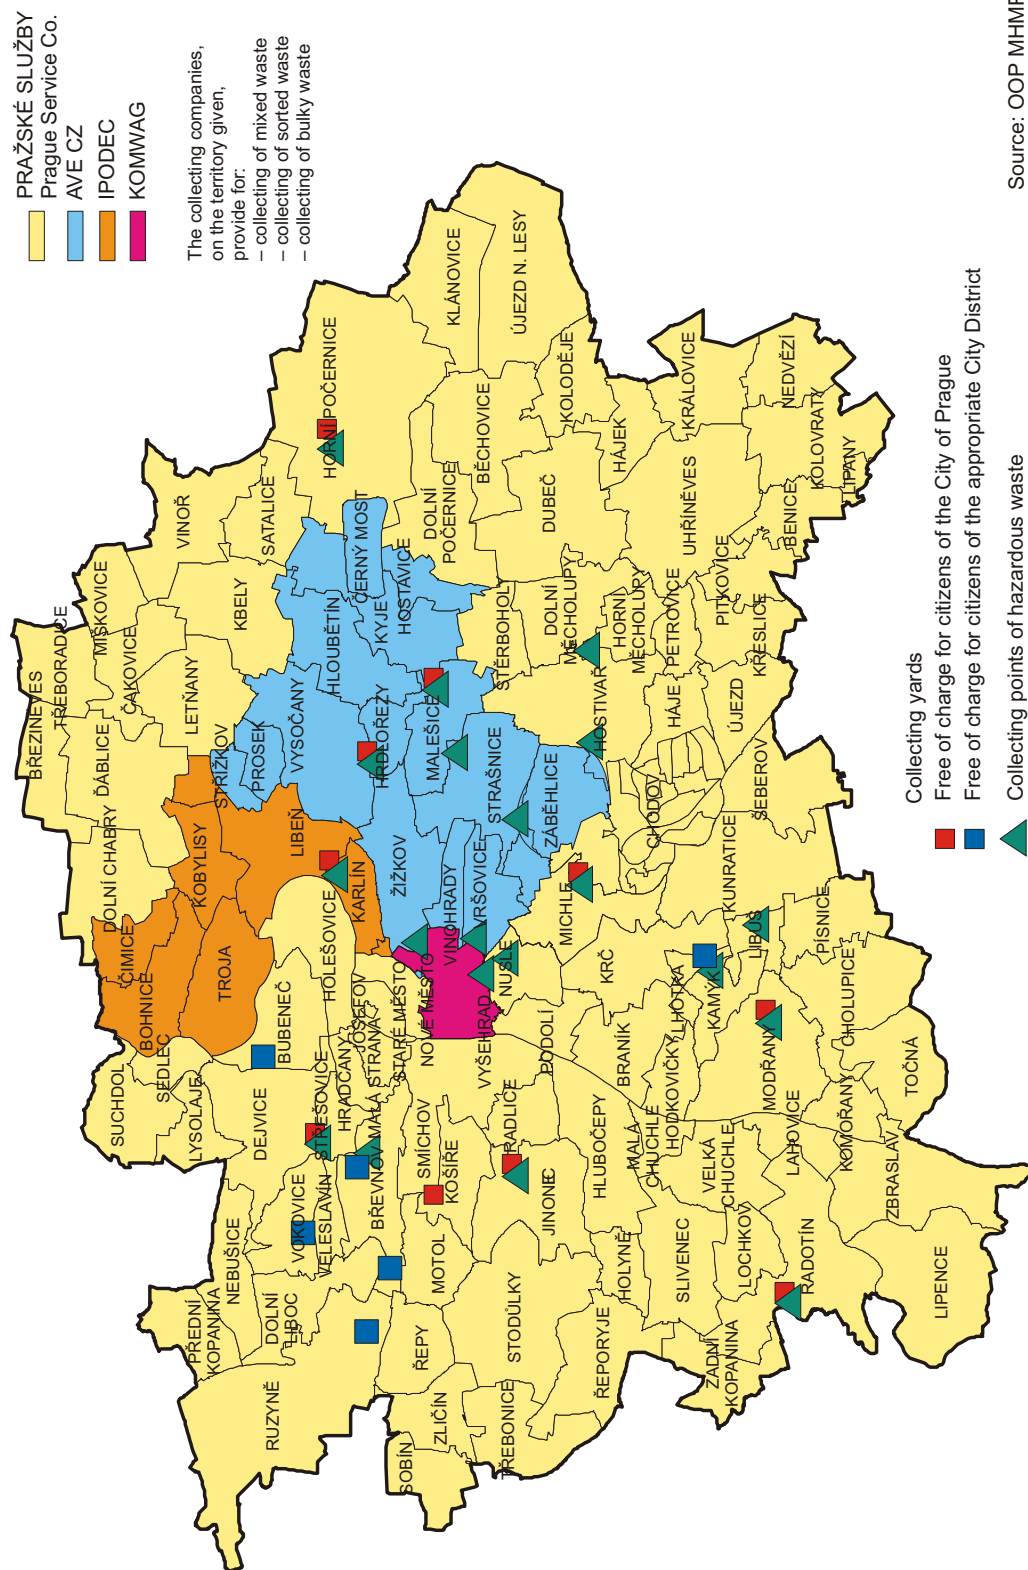 PRAŽSKÉ SLUŽBY
Prague Service Co.
AVE CZ
IPODEC
KOMWAG
The collecting companies,
on the territory given,
provide for:
– collecting of mixed waste
– collecting of sorted waste
– collecting of bulky waste
BŘEZINEVES
TŘEBORADICE
MIŠKOVICE
ČAKOVICE
VINOŘ
SATALICE
KBELY
LETŇANY
ĎÁBLICE
DOLNÍ CHABRY
STŘÍŽKOV
PROSEK
KOBYLISY
ČIMICE
BOHNICE
TROJA
LIBEŇ
KARLÍN
VYSOČANY
HLOUBĚTÍN
HRDLOŘEZY
KYJE
HOSTAVICE
ČERNÝ MOST
HORNÍ POČERNICE
KLÁNOVICE
ÚJEZD N. LESY
KOLODĚJE
BĚCHOVICE
DOLNÍ
POČERNICE
DUBEČ
HÁJEK
KRÁLOVICE
NEDVĚZÍ
KOLOVRATY
LIPANY
BENICE
UHŘÍNĚVES
PITKOVICE
KŘESLICE
PETROVICE
HORNÍ
MĚCHOLUPY
DOLNÍ
MĚCHOLUPY
ŠTĚRBOHOLY
MALEŠICE
STRAŠNICE
ZÁBĚHLICE
HOSTIVAŘ
HÁJE
ÚJEZD
CHODOV
ŠEBEROV
KUNRATICE
ŽIŽKOV
VINOHRADY
VRŠOVICE
NUSLE
MICHLE
KRČ
LIBUŠ
PÍSNICE
KAMÝK
LHOTKA
CHOLUPICE
TOČNÁ
MODŘANY
KOMOŘANY
HODKOVIČKY
BRANÍK
PODOLÍ
VYŠEHRAD
NOVÉ MĚSTO
STARÉ MĚSTO
JOSEFOV
MALÁ STRANA
HRADČANY
HOLEŠOVICE
BUBENEČ
STŘEŠOVICE
DEJVICE
SEDLEC
SUCHDOL
LYSOLAJE
NEBUŠICE
VOKOVICE
VELESLAVÍN
BŘEVNOV
SMÍCHOV
KOŠÍŘE
RADLICE
JINONICE
HLUBOČEPY
MALÁ
CHUCHLE
VELKÁ
CHUCHLE
LAHOVICE
ZBRASLAV
LIPENCE
RADOTÍN
LOCHKOV
SLIVENEC
HOLYNĚ
ZADNÍ
KOPANINA
ŘEPORYJE
STODŮLKY
MOTOL
ŘEPY
TŘEBONICE
ZLIČÍN
SOBÍN
RUZYNĚ
DOLNÍ
LIBOC
PŘEDNÍ
KOPANINA
Collecting yards
Free of charge for citizens of the City of Prague
Free of charge for citizens of the appropriate City District
Collecting points of hazardous waste
Source: OOP MHMP